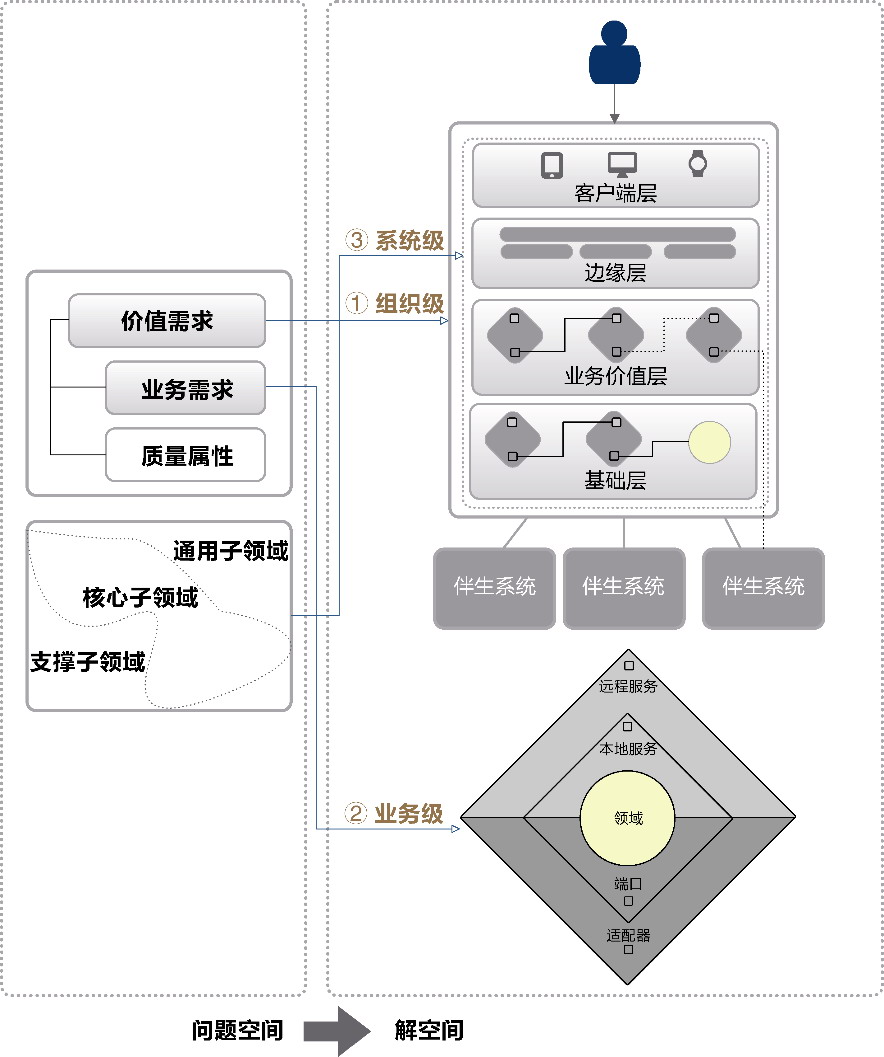 价值需求
业务需求
质量属性
通用子领域
核心子领域
支撑子领域
③ 系统级
① 组织级
② 业务级
客户端层
边缘层
业务价值层
基础层
伴生系统
伴生系统
伴生系统
远程服务
本地服务
领域
端口
适配器
问题空间
解空间